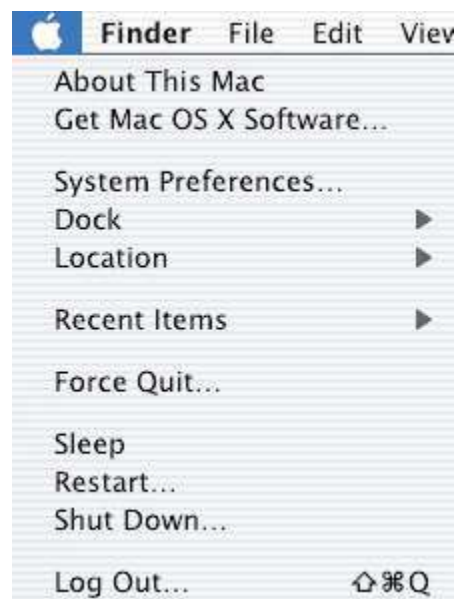 Finder File Edit View
About This Mac
Get Mac OS X Software...
System Preferences...
Dock
Location
Recent Items
Force Quit...
Sleep
Restart...
Shut Down...
Log Out... ⇧⌘Q